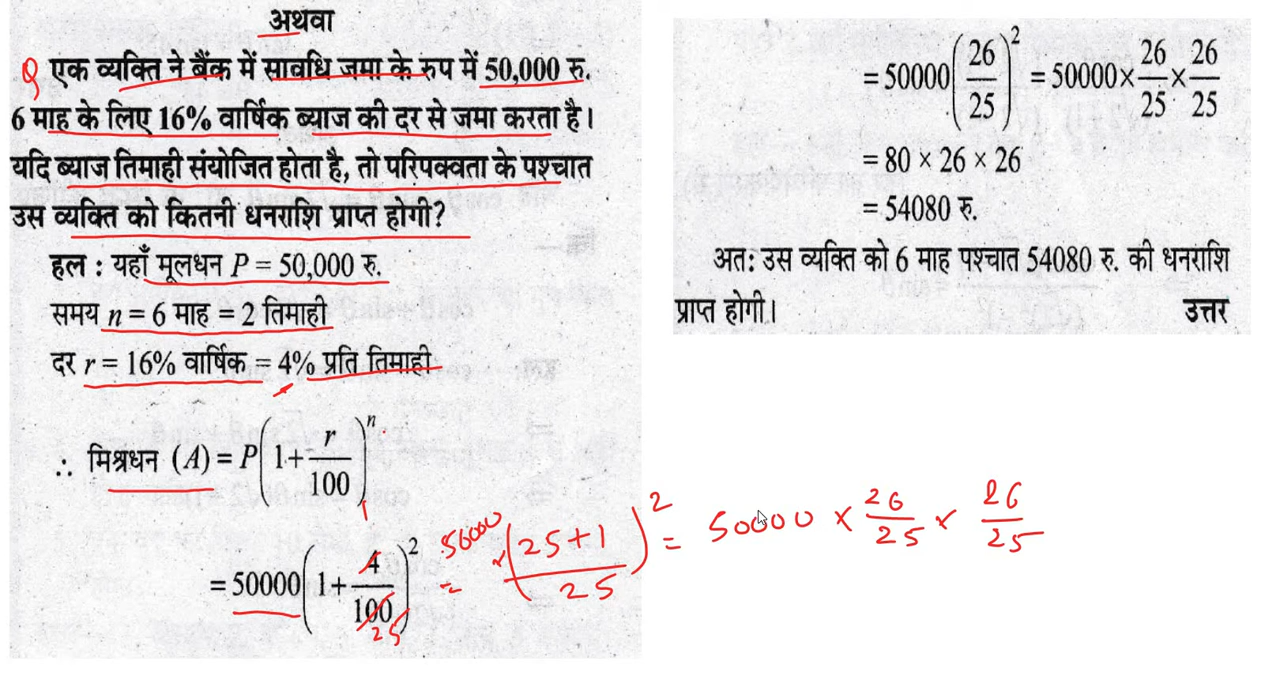 अथवा
Q एक व्यक्ति ने बैंक में सावधि जमा के रुप में 50,000 रु.
6 माह के लिए 16% वार्षिक ब्याज की दर से जमा करता है।
यदि ब्याज तिमाही संयोजित होता है, तो परिपक्वता के पश्चात
उस व्यक्ति को कितनी धनराशि प्राप्त होगी?
हल : यहाँ मूलधन P = 50,000 रु.
समय n = 6 माह = 2 तिमाही
दर r = 16% वार्षिक = 4% प्रति तिमाही
∴ मिश्रधन (A) = P(1+r/100)^n
= 50000(1+4/100)^2
25
= 50000 × ((25+1)/25)^2 = 50000 × 26/25 × 26/25
= 50000(26/25)^2 = 50000×26/25×26/25
= 80 × 26 × 26
= 54080 रु.
अत: उस व्यक्ति को 6 माह पश्चात 54080 रु. की धनराशि
प्राप्त होगी। उत्तर